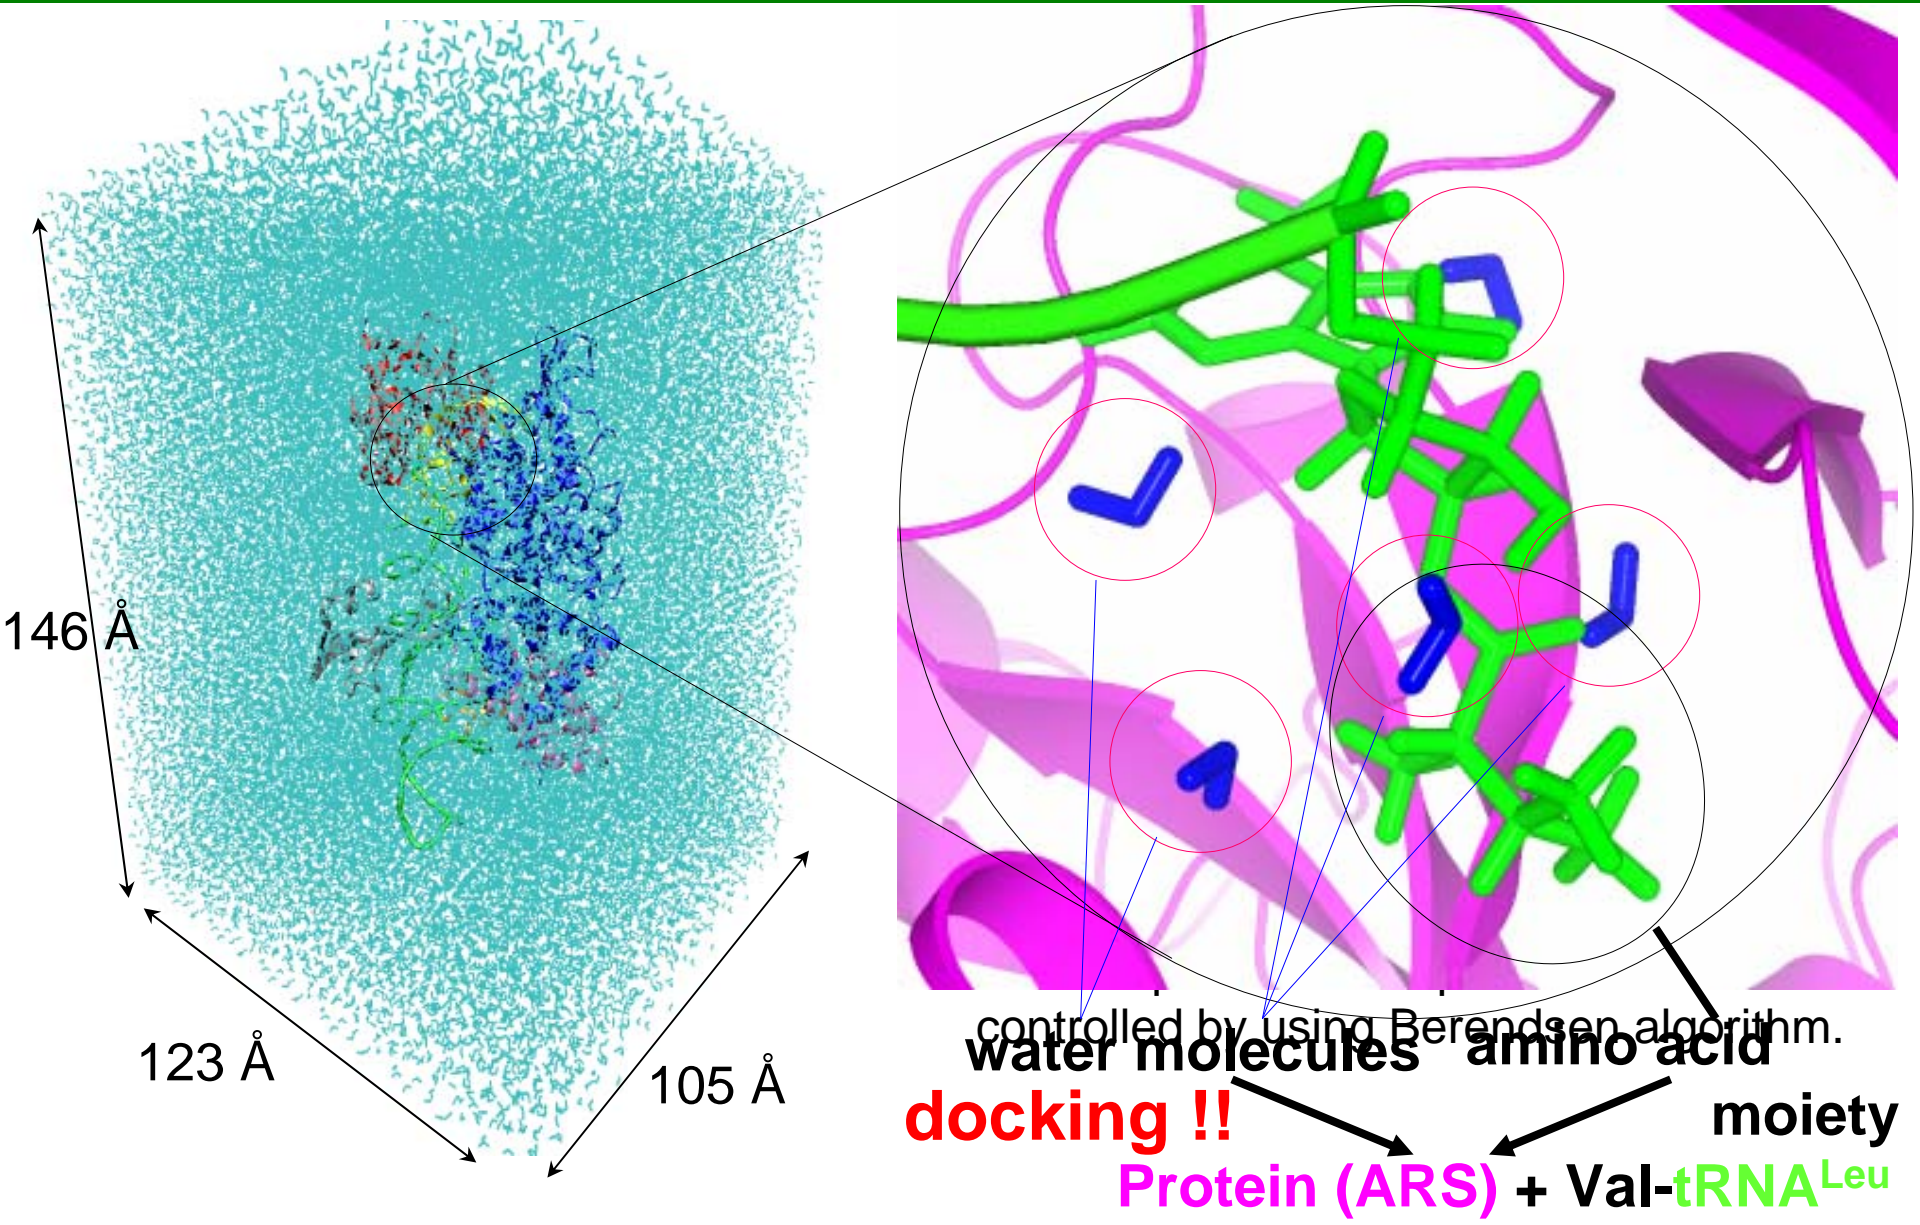 146 Å
123 Å
105 Å
controlled by using Berendsen algorithm.
water molecules
amino acid
docking !!
moiety
Protein (ARS) + Val-tRNALeu